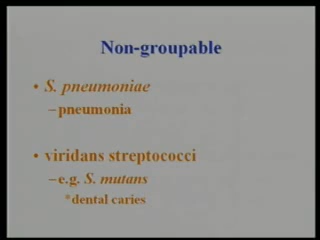 Non-groupable
• S. pneumoniae
–pneumonia
• viridans streptococci
–e.g. S. mutans
*dental caries